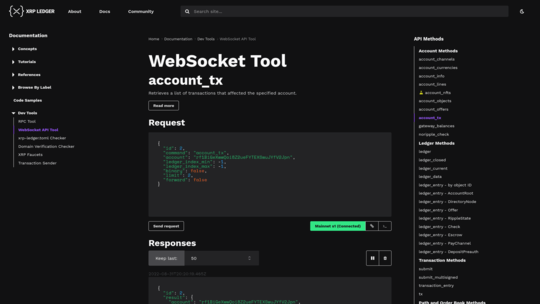 XRP LEDGER
About
Docs
Community
Search site...
Documentation
Concepts
Tutorials
References
Browse By Label
Code Samples
Dev Tools
RPC Tool
WebSocket API Tool
xrp-ledger.toml Checker
Domain Verification Checker
XRP Faucets
Transaction Sender
Home
Documentation
Dev Tools
WebSocket API Tool
WebSocket Tool
account_tx
Retrieves a list of transactions that affected the specified account.
Read more
Request
{
"id": 2,
"command": "account_tx",
"account":
"ledger_index_min": -1,
"ledger_index_max": -1,
"binary": false,
"limit": 2,
"forward": false
}
Send request
Mainnet s1 (Connected)
Responses
Keep last:
50
{
"id": 2,
"result": {
"account":
API Methods
Account Methods
account_channels
account_currencies
account_info
account_lines
account_nfts
account_objects
account_offers
account_tx
gateway_balances
noripple_check
Ledger Methods
ledger
ledger_closed
ledger_current
ledger_data
ledger_entry - by object ID
ledger_entry - AccountRoot
ledger_entry - DirectoryNode
ledger_entry - Offer
ledger_entry - RippleState
ledger_entry - Check
ledger_entry - Escrow
ledger_entry - PayChannel
ledger_entry - DepositPreauth
Transaction Methods
submit
submit_multisigned
transaction_entry
tx
Path and Order Book Methods